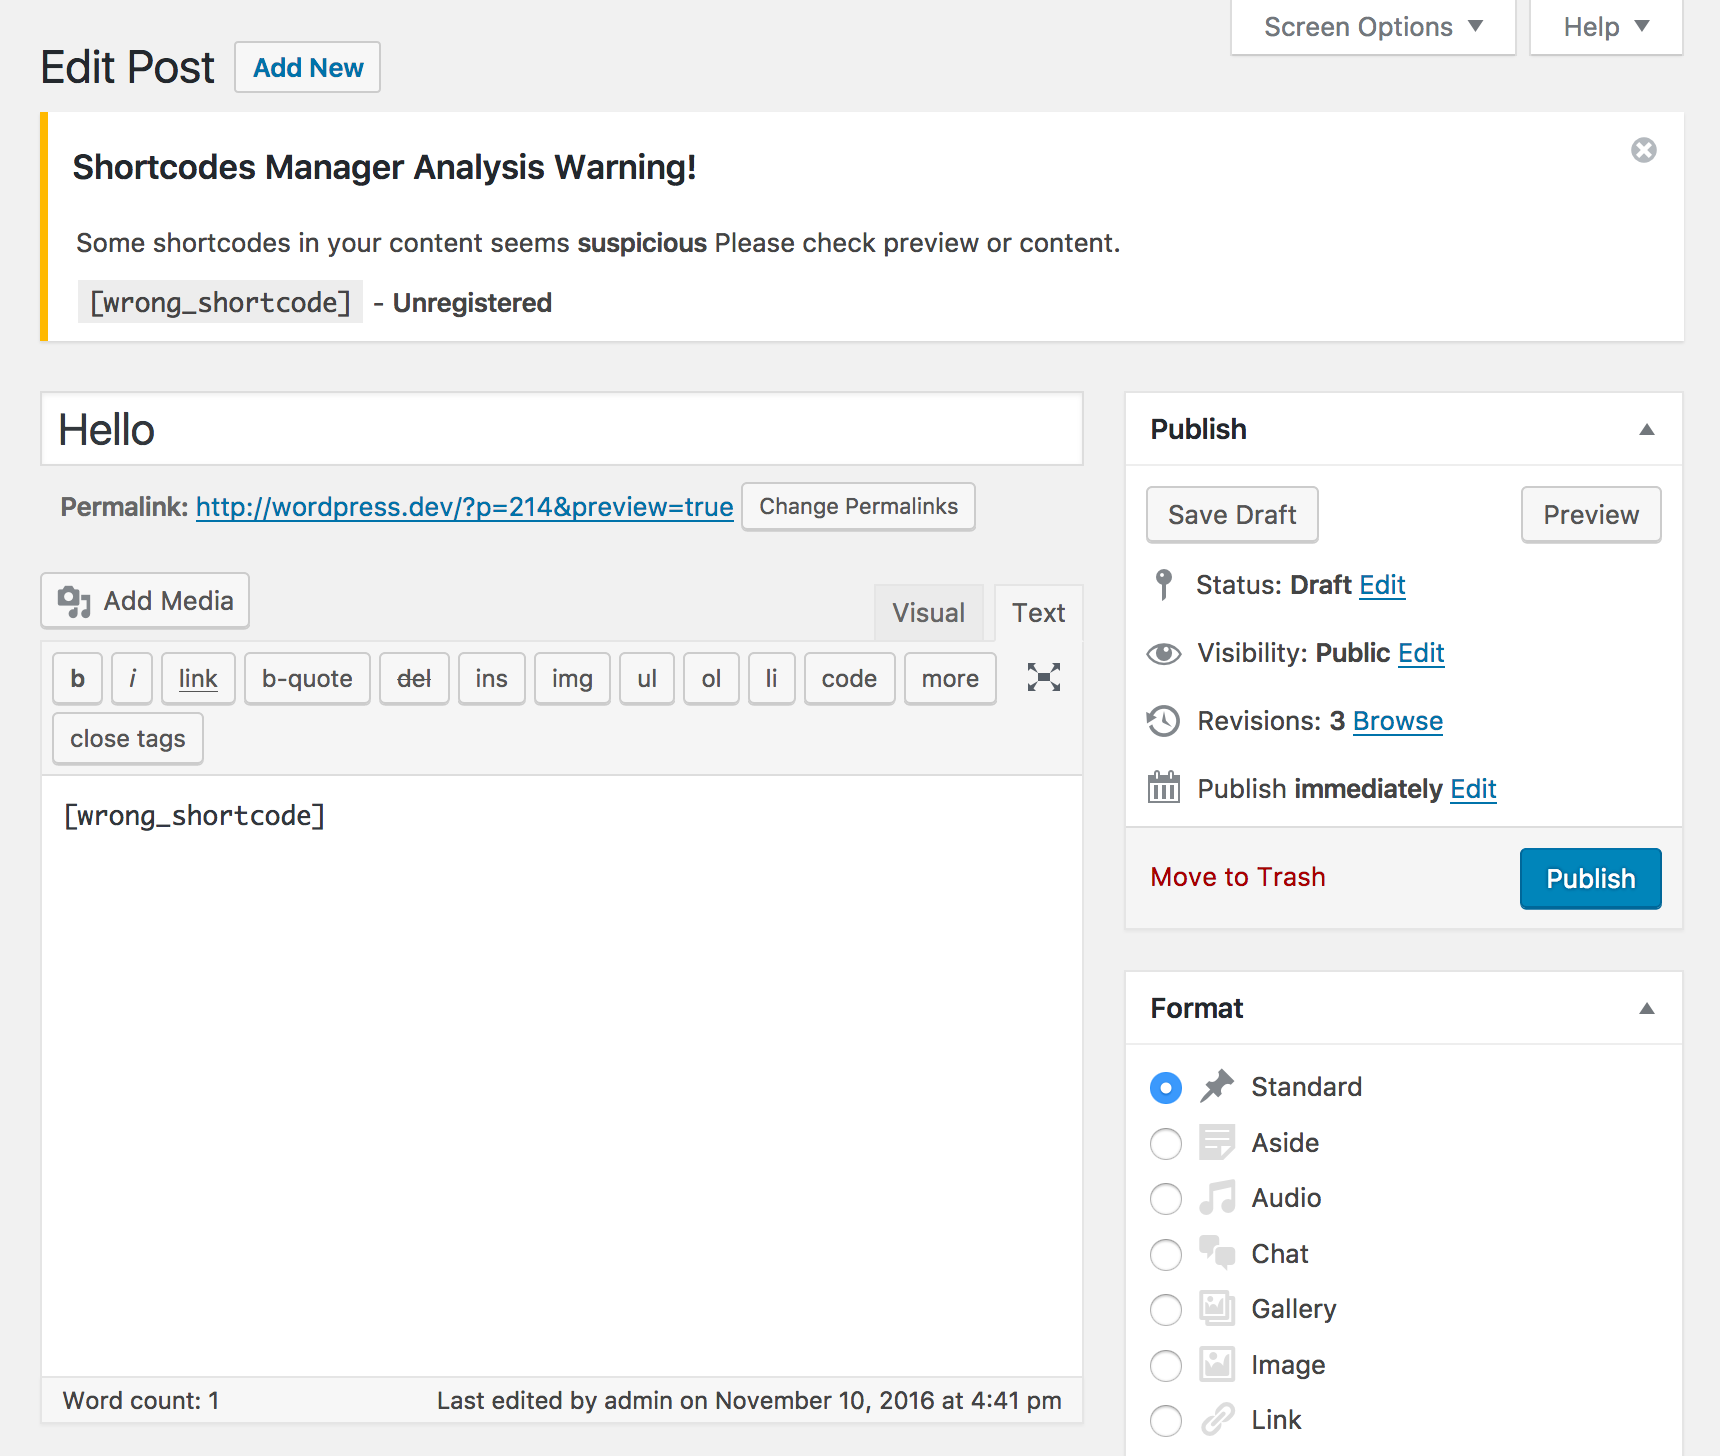 Screen Options
Help
Edit Post Add New
Shortcodes Manager Analysis Warning!
Some shortcodes in your content seems suspicious Please check preview or content.
[wrong_shortcode] - Unregistered
Hello
Permalink: http://wordpress.dev/?p=214&preview=true Change Permalinks
Add Media
Visual Text
b i link b-quote del ins img ul ol li code more
close tags
[wrong_shortcode]
Word count: 1
Last edited by admin on November 10, 2016 at 4:41 pm
Publish
Save Draft Preview
Status: Draft Edit
Visibility: Public Edit
Revisions: 3 Browse
Publish immediately Edit
Move to Trash Publish
Format
Standard
Aside
Audio
Chat
Gallery
Image
Link